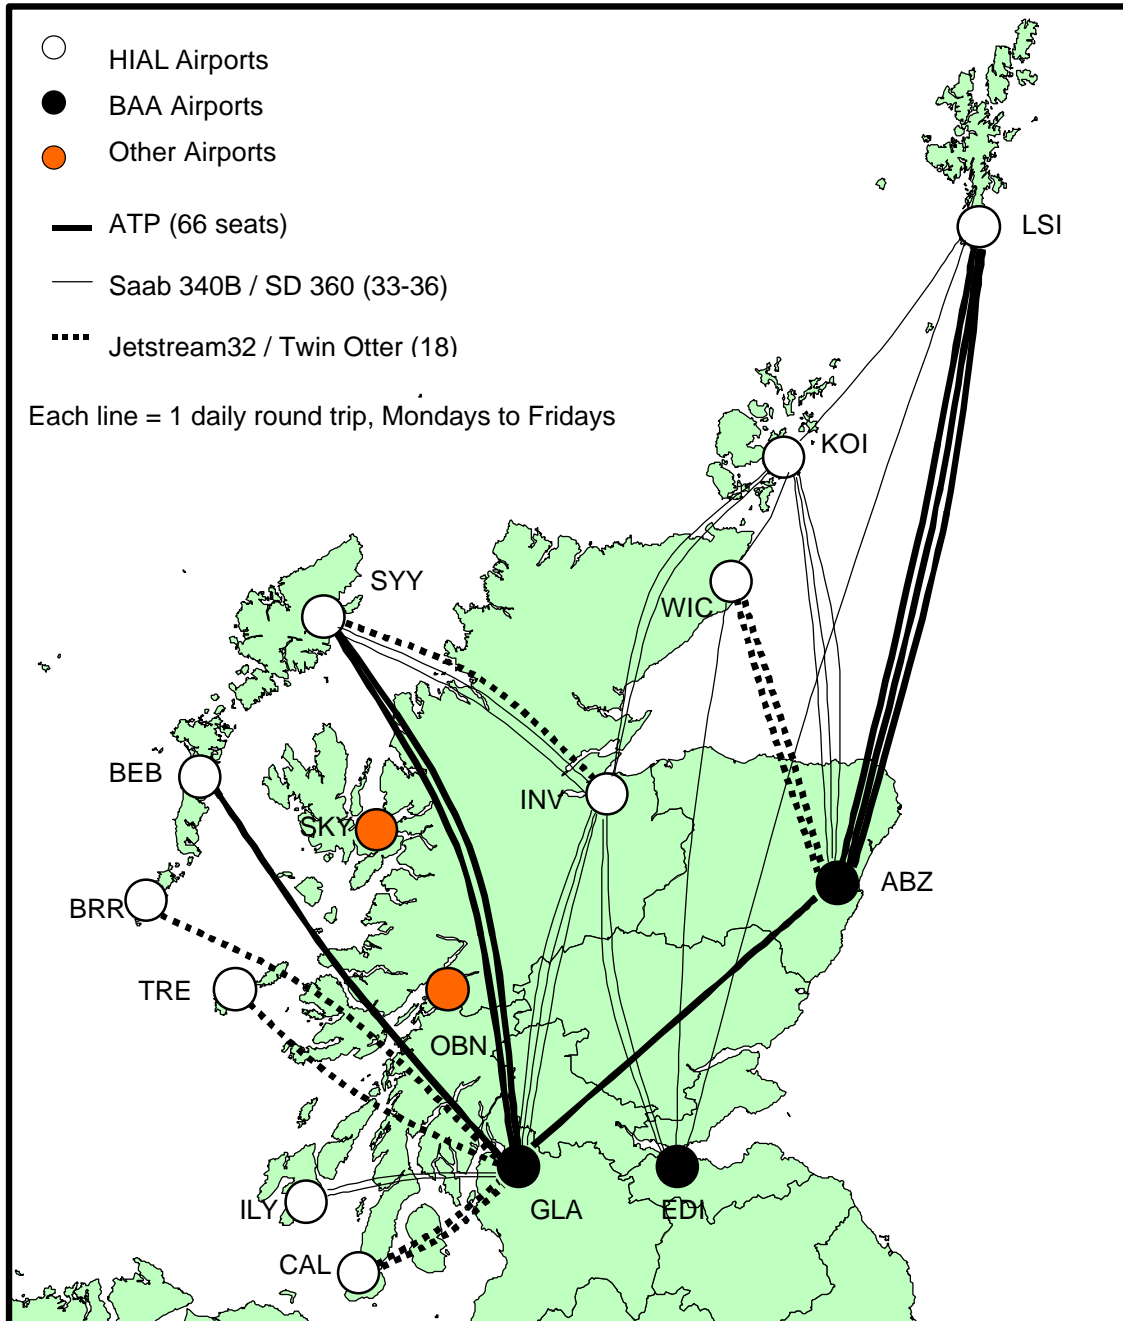 HIAL Airports
BAA Airports
Other Airports
ATP (66 seats)
Saab 340B / SD 360 (33-36)
Jetstream32 / Twin Otter (18)
Each line = 1 daily round trip, Mondays to Fridays
LSI
KOI
SYY
WIC
BEB
INV
SKY
ABZ
BRR
TRE
OBN
ILY
GLA
EDI
CAL